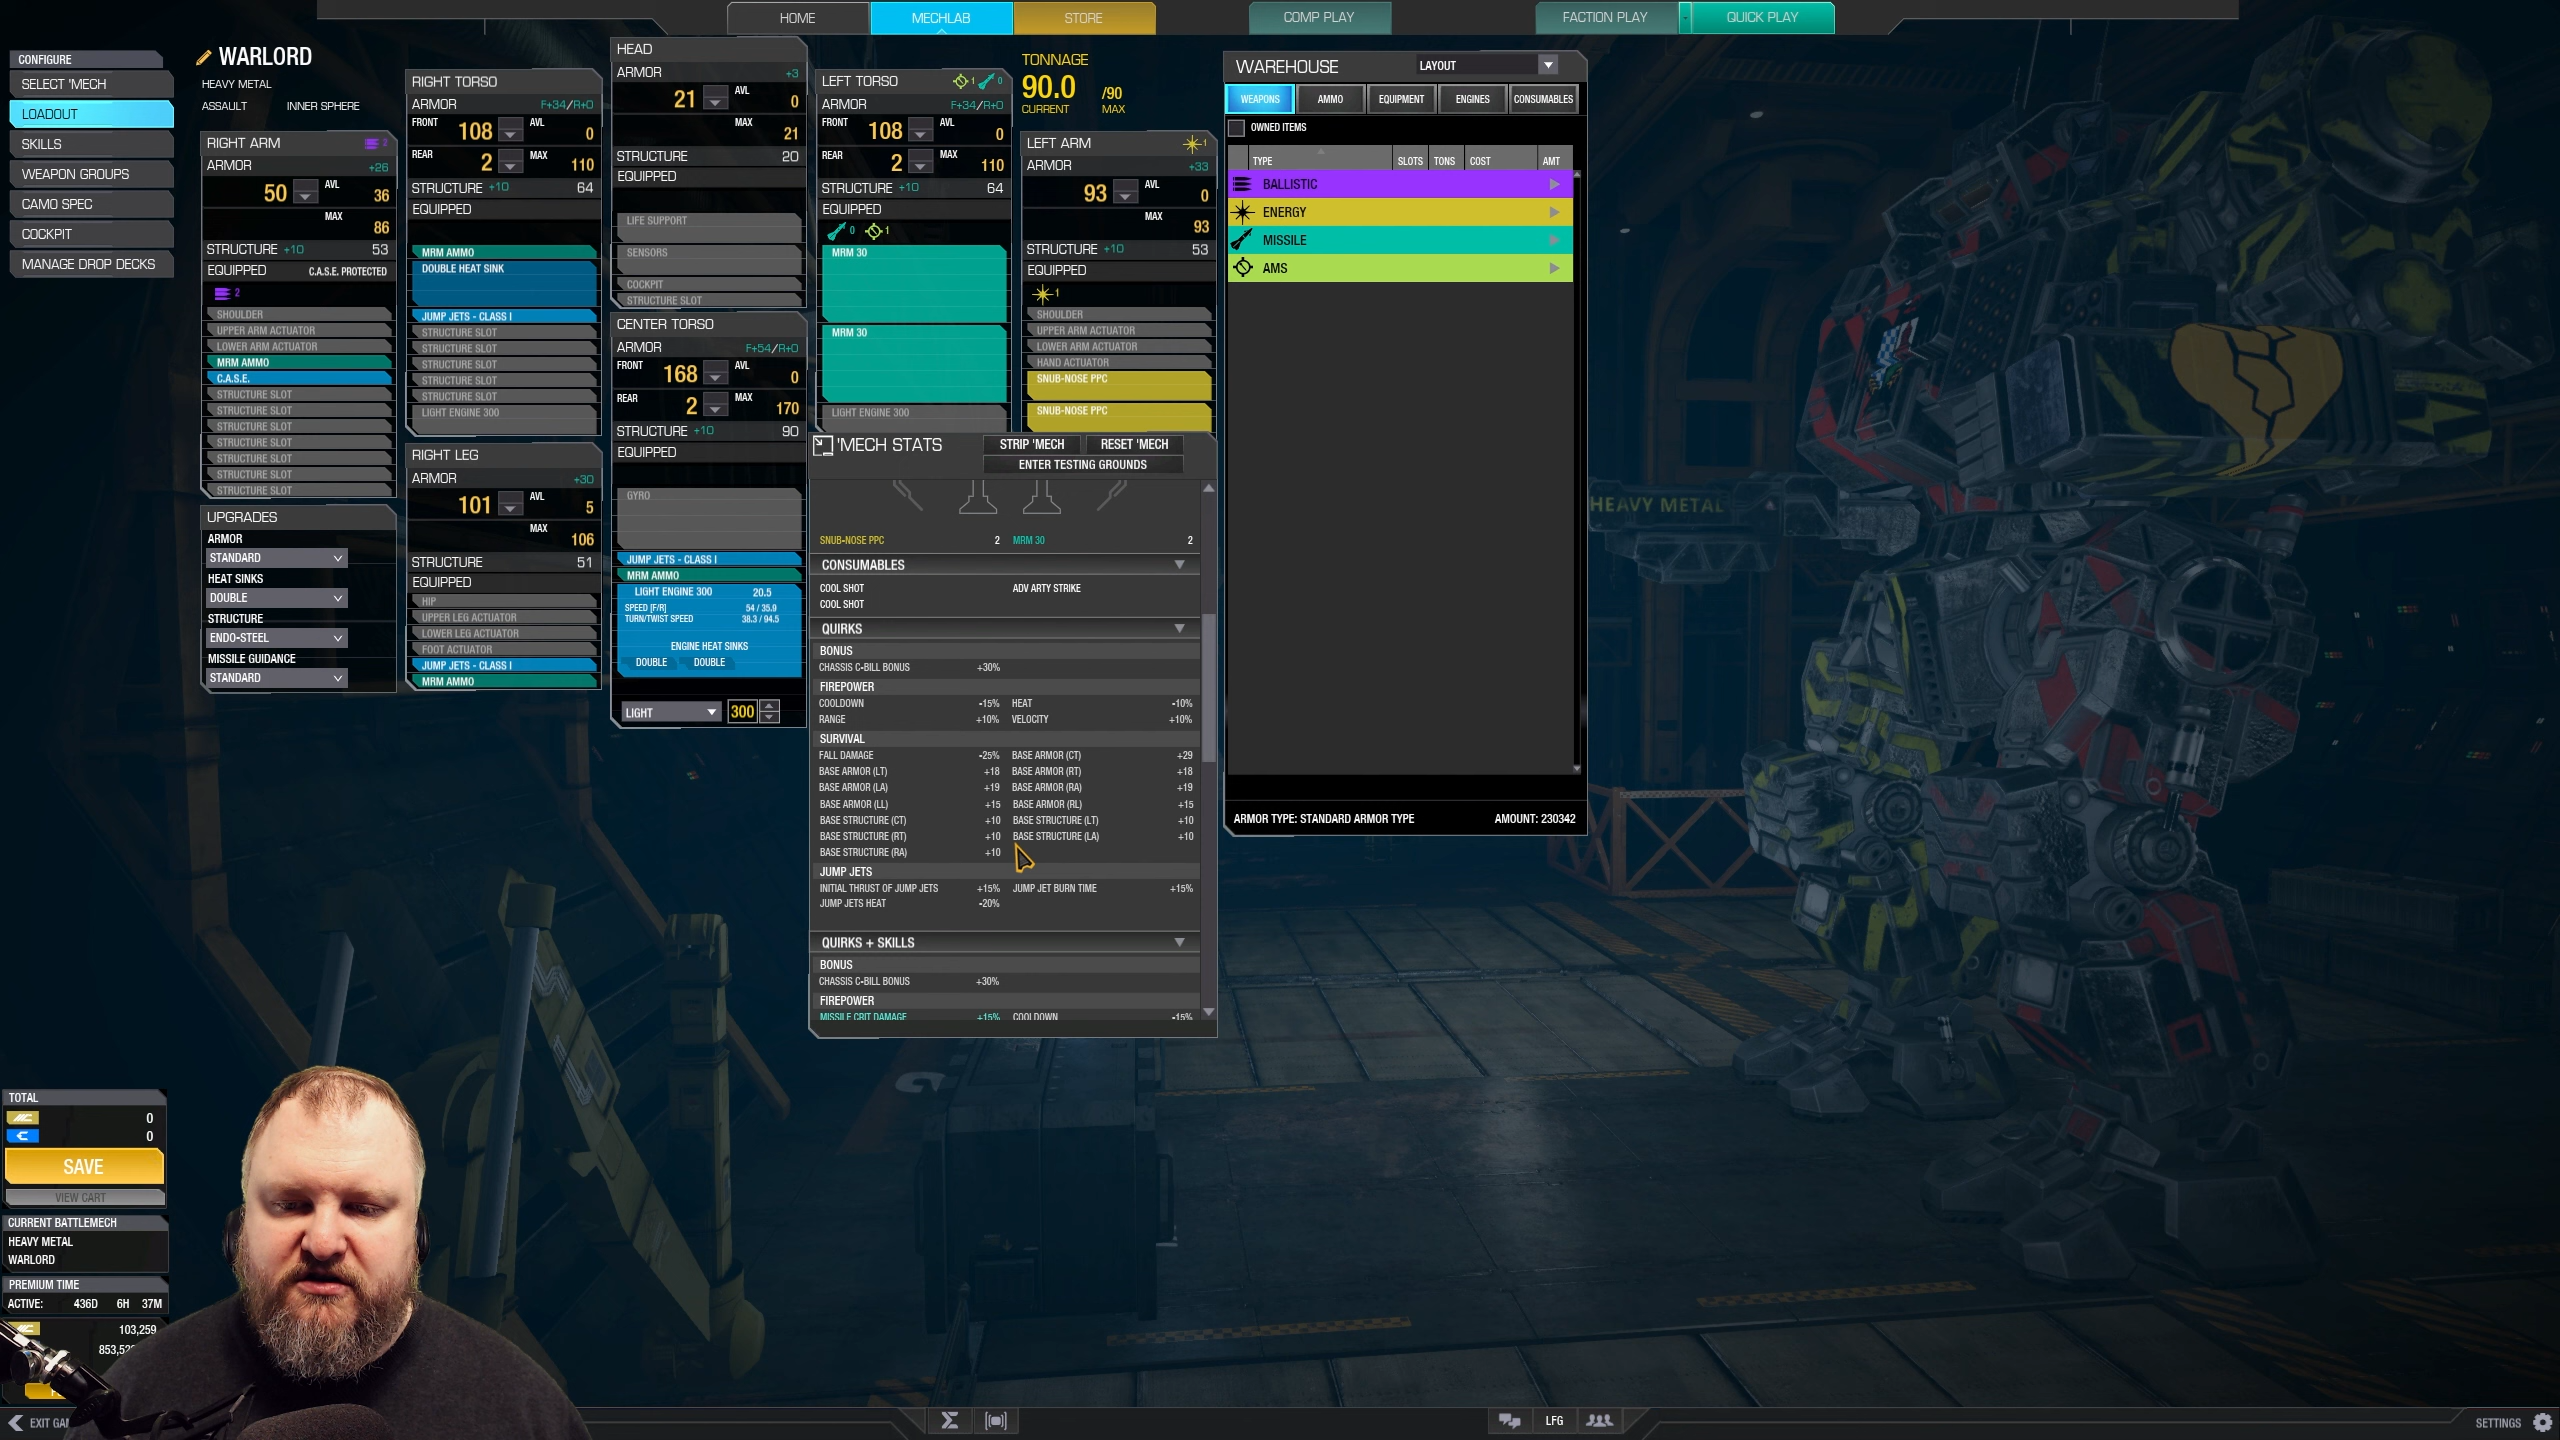 HOME
MECHLAB
STORE
COMP PLAY
FACTION PLAY
QUICK PLAY
CONFIGURE
SELECT 'MECH
LOADOUT
SKILLS
WEAPON GROUPS
CAMO SPEC
COCKPIT
MANAGE DROP DECKS
WARLORD
HEAVY METAL
ASSAULT INNER SPHERE
RIGHT ARM 2
ARMOR +26
50 AVL 36
MAX 86
STRUCTURE +10 53
EQUIPPED C.A.S.E. PROTECTED
2
SHOULDER
UPPER ARM ACTUATOR
LOWER ARM ACTUATOR
MRM AMMO
C.A.S.E.
STRUCTURE SLOT
STRUCTURE SLOT
STRUCTURE SLOT
STRUCTURE SLOT
STRUCTURE SLOT
STRUCTURE SLOT
STRUCTURE SLOT
UPGRADES
ARMOR
STANDARD
HEAT SINKS
DOUBLE
STRUCTURE
ENDO-STEEL
MISSILE GUIDANCE
STANDARD
RIGHT TORSO
ARMOR F+34/R+0
FRONT 108 AVL 0
REAR 2 MAX 110
STRUCTURE +10 64
EQUIPPED
MRM AMMO
DOUBLE HEAT SINK
JUMP JETS - CLASS I
STRUCTURE SLOT
STRUCTURE SLOT
STRUCTURE SLOT
STRUCTURE SLOT
STRUCTURE SLOT
LIGHT ENGINE 300
RIGHT LEG
ARMOR +30
101 AVL 5
MAX 106
STRUCTURE 51
EQUIPPED
HIP
UPPER LEG ACTUATOR
LOWER LEG ACTUATOR
FOOT ACTUATOR
JUMP JETS - CLASS I
MRM AMMO
HEAD
ARMOR +3
21 AVL 0
MAX 21
STRUCTURE 20
EQUIPPED
LIFE SUPPORT
SENSORS
COCKPIT
STRUCTURE SLOT
CENTER TORSO
ARMOR F+54/R+0
FRONT 168 AVL 0
REAR 2 MAX 170
STRUCTURE +10 90
EQUIPPED
GYRO
JUMP JETS - CLASS I
MRM AMMO
LIGHT ENGINE 300 20.5
SPEED [F/R] 54 / 35.9
TURN/TWIST SPEED 38.3 / 94.5
ENGINE HEAT SINKS
DOUBLE DOUBLE
LIGHT 300
LEFT TORSO 1 0
ARMOR F+34/R+0
FRONT 108 AVL 0
REAR 2 MAX 110
STRUCTURE +10 64
EQUIPPED
0 1
MRM 30
MRM 30
LIGHT ENGINE 300
TONNAGE
90.0 /90
CURRENT MAX
LEFT ARM 1
ARMOR +33
93 AVL 0
MAX 93
STRUCTURE +10 53
EQUIPPED
1
SHOULDER
UPPER ARM ACTUATOR
LOWER ARM ACTUATOR
HAND ACTUATOR
SNUB-NOSE PPC
SNUB-NOSE PPC
'MECH STATS
STRIP 'MECH
RESET 'MECH
ENTER TESTING GROUNDS
SNUB-NOSE PPC 2 MRM 30 2
CONSUMABLES
COOL SHOT ADV ARTY STRIKE
COOL SHOT
QUIRKS
BONUS
CHASSIS C-BILL BONUS +30%
FIREPOWER
COOLDOWN -15% HEAT -10%
RANGE +10% VELOCITY +10%
SURVIVAL
FALL DAMAGE -25% BASE ARMOR (CT) +29
BASE ARMOR (LT) +18 BASE ARMOR (RT) +18
BASE ARMOR (LA) +19 BASE ARMOR (RA) +19
BASE ARMOR (LL) +15 BASE ARMOR (RL) +15
BASE STRUCTURE (CT) +10 BASE STRUCTURE (LT) +10
BASE STRUCTURE (RT) +10 BASE STRUCTURE (LA) +10
BASE STRUCTURE (RA) +10
JUMP JETS
INITIAL THRUST OF JUMP JETS +15% JUMP JET BURN TIME +15%
JUMP JETS HEAT -20%
QUIRKS + SKILLS
BONUS
CHASSIS C-BILL BONUS +30%
FIREPOWER
MISSILE CRIT DAMAGE +15% COOLDOWN -15%
WAREHOUSE LAYOUT
WEAPONS AMMO EQUIPMENT ENGINES CONSUMABLES
OWNED ITEMS
TYPE SLOTS TONS COST AMT
BALLISTIC
ENERGY
MISSILE
AMS
ARMOR TYPE: STANDARD ARMOR TYPE AMOUNT: 230342
HEAVY METAL
TOTAL
0
0
SAVE
VIEW CART
CURRENT BATTLEMECH
HEAVY METAL
WARLORD
PREMIUM TIME
ACTIVE: 436D 6H 37M
103,259
EXIT
LFG
SETTINGS